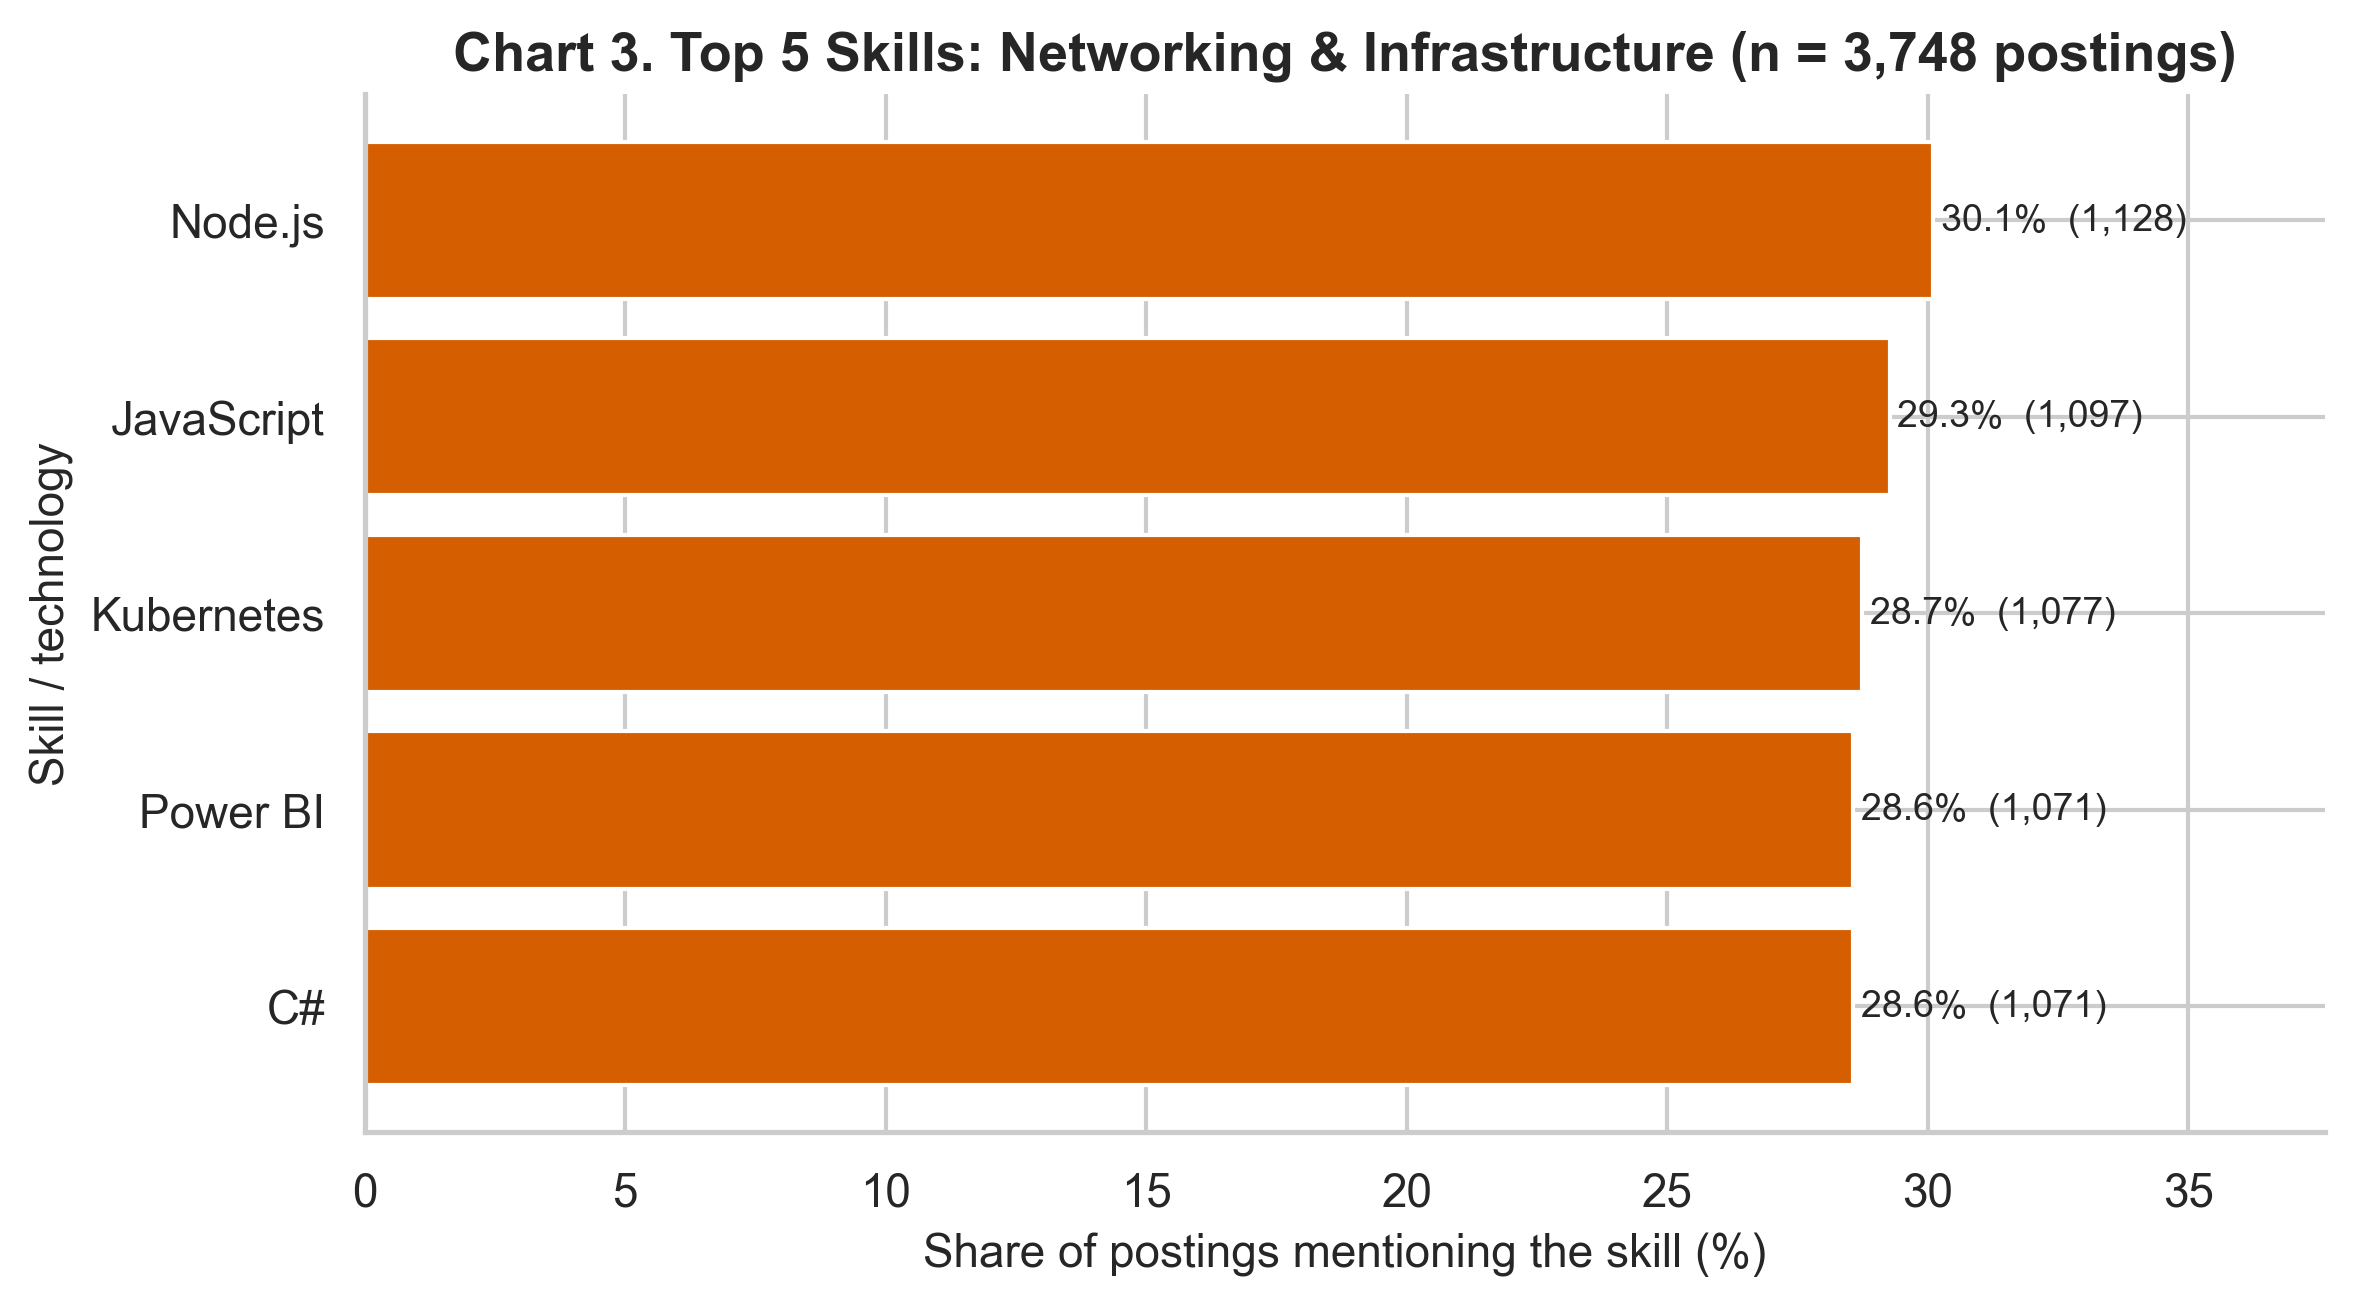 Chart 3. Top 5 Skills: Networking & Infrastructure (n = 3,748 postings)
Skill / technology
Node.js
30.1% (1,128)
JavaScript
29.3% (1,097)
Kubernetes
28.7% (1,077)
Power BI
28.6% (1,071)
C#
28.6% (1,071)
0 5 10 15 20 25 30 35
Share of postings mentioning the skill (%)